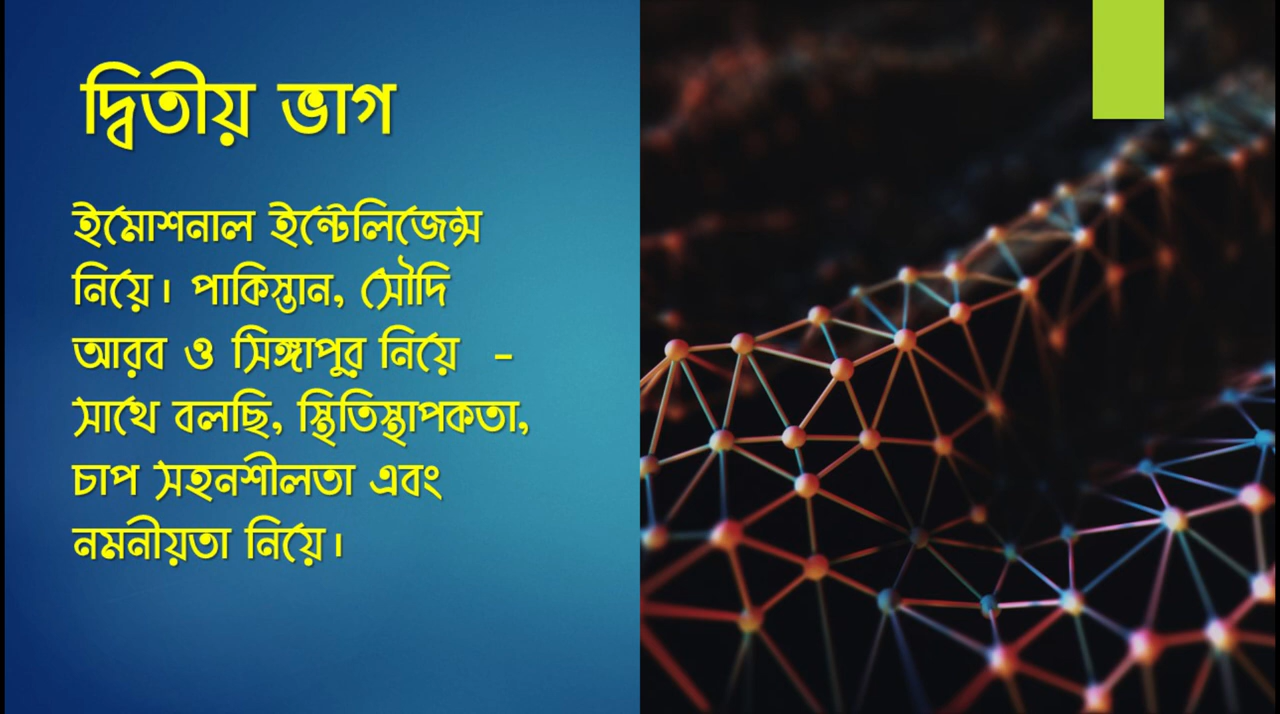 দ্বিতীয় ভাগ
ইমোশনাল ইন্টেলিজেন্স
নিয়ে। পাকিস্তান, সৌদি
আরব ও সিঙ্গাপুর নিয়ে –
সাথে বলছি, স্থিতিস্থাপকতা,
চাপ সহনশীলতা এবং
নমনীয়তা নিয়ে।